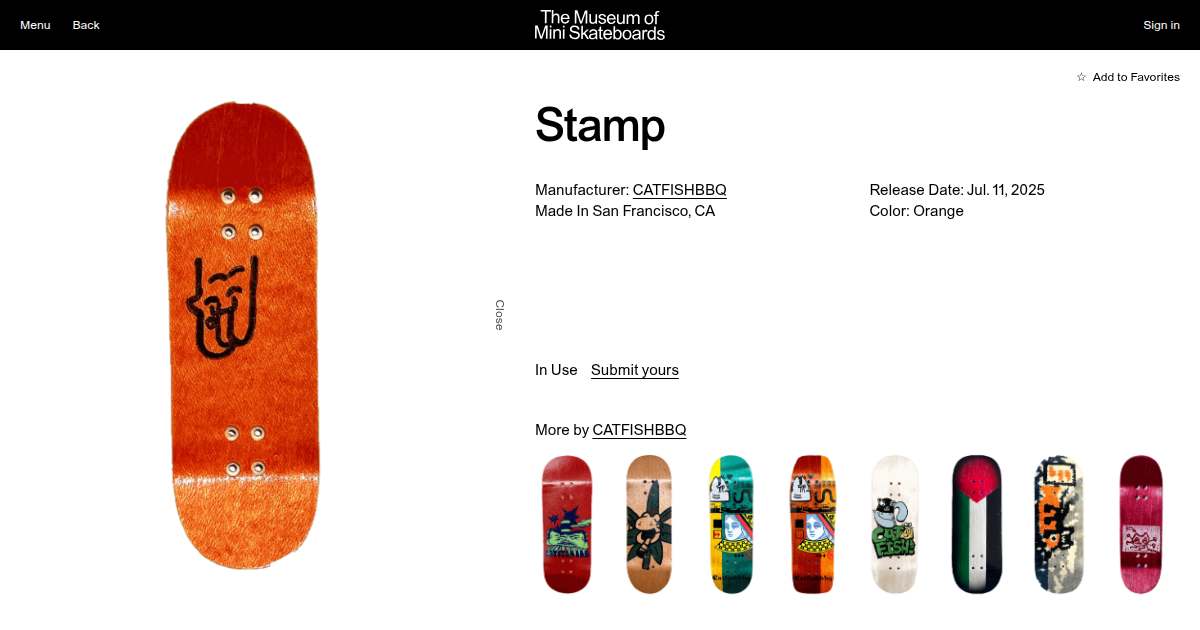 Menu
Back
The Museum of
Mini Skateboards
Sign in
☆ Add to Favorites
Stamp
Manufacturer: CATFISHBBQ
Made In San Francisco, CA
Release Date: Jul. 11, 2025
Color: Orange
Close
In Use
Submit yours
More by CATFISHBBQ